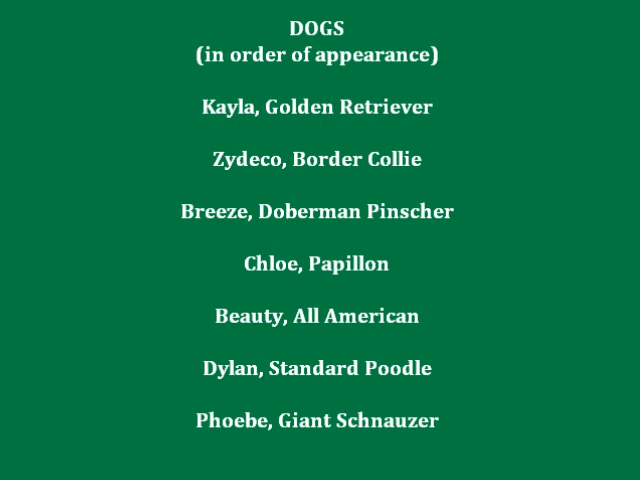 DOGS
(in order of appearance)
Kayla, Golden Retriever
Zydeco, Border Collie
Breeze, Doberman Pinscher
Chloe, Papillon
Beauty, All American
Dylan, Standard Poodle
Phoebe, Giant Schnauzer